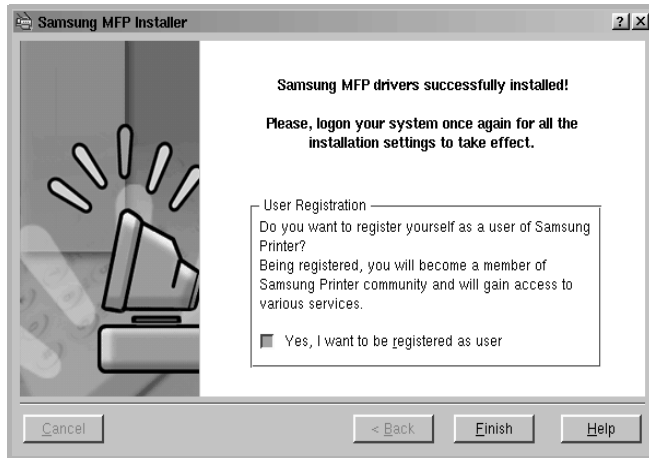 Samsung MFP Installer
Samsung MFP drivers successfully installed!
Please, logon your system once again for all the
installation settings to take effect.
User Registration
Do you want to register yourself as a user of Samsung
Printer?
Being registered, you will become a member of
Samsung Printer community and will gain access to
various services.
Yes, I want to be registered as user
Cancel
< Back
Finish
Help